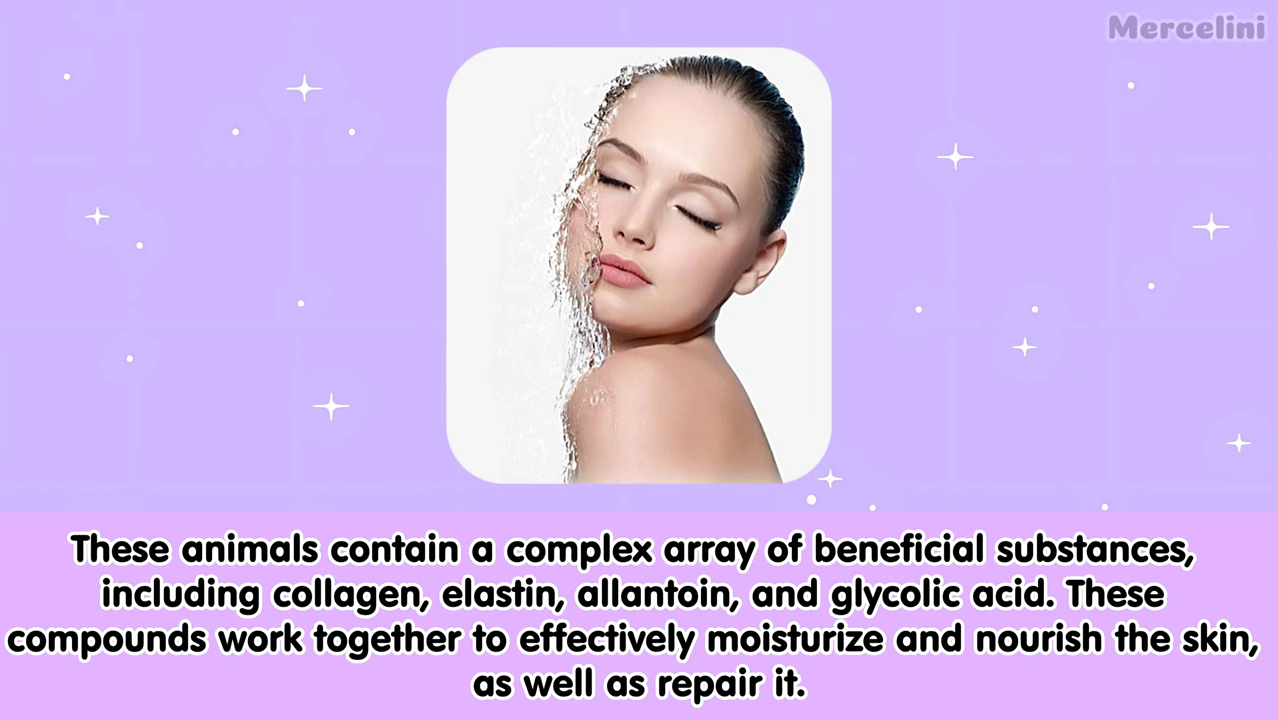 Mercelini
These animals contain a complex array of beneficial substances,
including collagen, elastin, allantoin, and glycolic acid. These
compounds work together to effectively moisturize and nourish the skin,
as well as repair it.